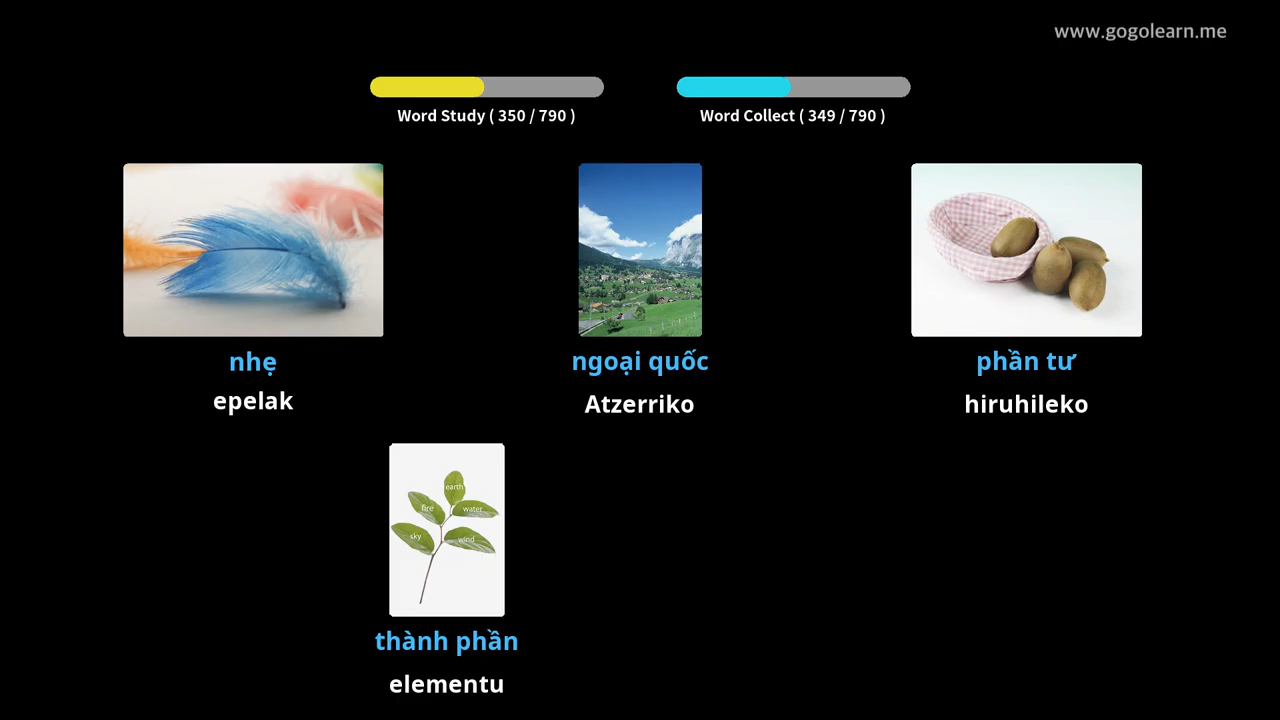 www.gogolearn.me
Word Study ( 350 / 790 )
Word Collect ( 349 / 790 )
nhẹ
epelak
ngoại quốc
Atzerriko
phần tư
hiruhileko
earth
fire
water
sky
wind
thành phần
elementu